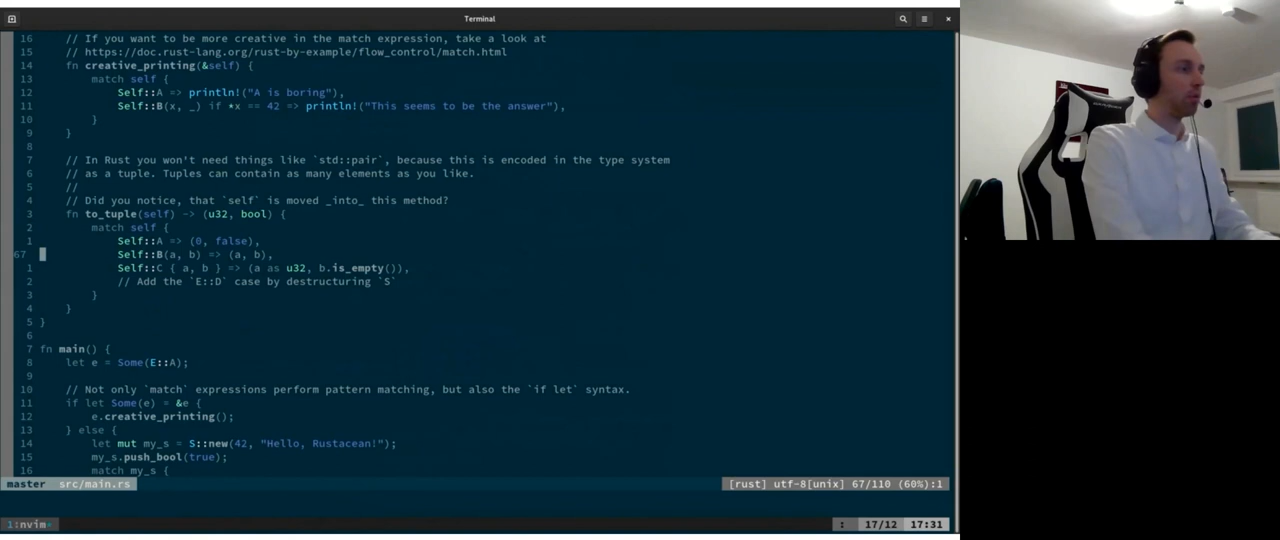 Terminal
16 // If you want to be more creative in the match expression, take a look at
15 // https://doc.rust-lang.org/rust-by-example/flow_control/match.html
14 fn creative_printing(&self) {
13 match self {
12 Self::A => println!("A is boring"),
11 Self::B(x, _) if *x == 42 => println!("This seems to be the answer"),
10 }
9 }
8
7 // In Rust you won't need things like `std::pair`, because this is encoded in the type system
6 // as a tuple. Tuples can contain as many elements as you like.
5 //
4 // Did you notice, that `self` is moved _into_ this method?
3 fn to_tuple(self) -> (u32, bool) {
2 match self {
1 Self::A => (0, false),
67 Self::B(a, b) => (a, b),
1 Self::C { a, b } => (a as u32, b.is_empty()),
2 // Add the `E::D` case by destructuring `S`
3 }
4 }
5 }
6
7 fn main() {
8 let e = Some(E::A);
9
10 // Not only `match` expressions perform pattern matching, but also the `if let` syntax.
11 if let Some(e) = &e {
12 e.creative_printing();
13 } else {
14 let mut my_s = S::new(42, "Hello, Rustacean!");
15 my_s.push_bool(true);
16 match my_s {
master src/main.rs [rust] utf-8[unix] 67/110 (60%):1
1:nvim* : 17/12 17:31